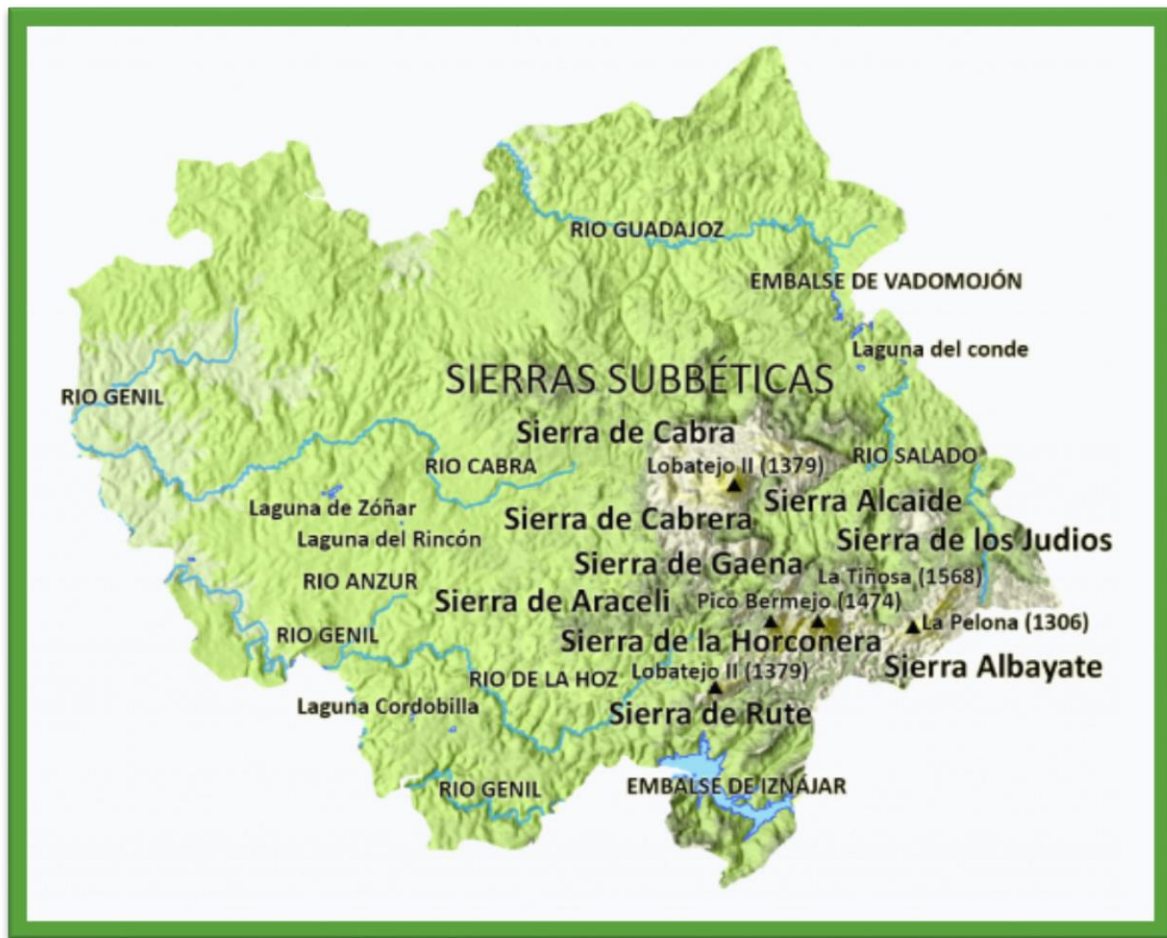 RIO GUADAJOZ
EMBALSE DE VADOMOJÓN
Laguna del conde
SIERRAS SUBBÉTICAS
RIO GENIL
Sierra de Cabra
RIO CABRA
Lobatejo II (1379)
RIO SALADO
Laguna de Zóñar
Sierra Alcaide
Sierra de Cabrera
Laguna del Rincón
Sierra de los Judios
Sierra de Gaena
RIO ANZUR
La Tiñosa (1568)
Sierra de Araceli
Pico Bermejo (1474)
La Pelona (1306)
RIO GENIL
Sierra de la Horconera
Sierra Albayate
RIO DE LA HOZ
Lobatejo II (1379)
Laguna Cordobilla
Sierra de Rute
RIO GENIL
EMBALSE DE IZNÁJAR